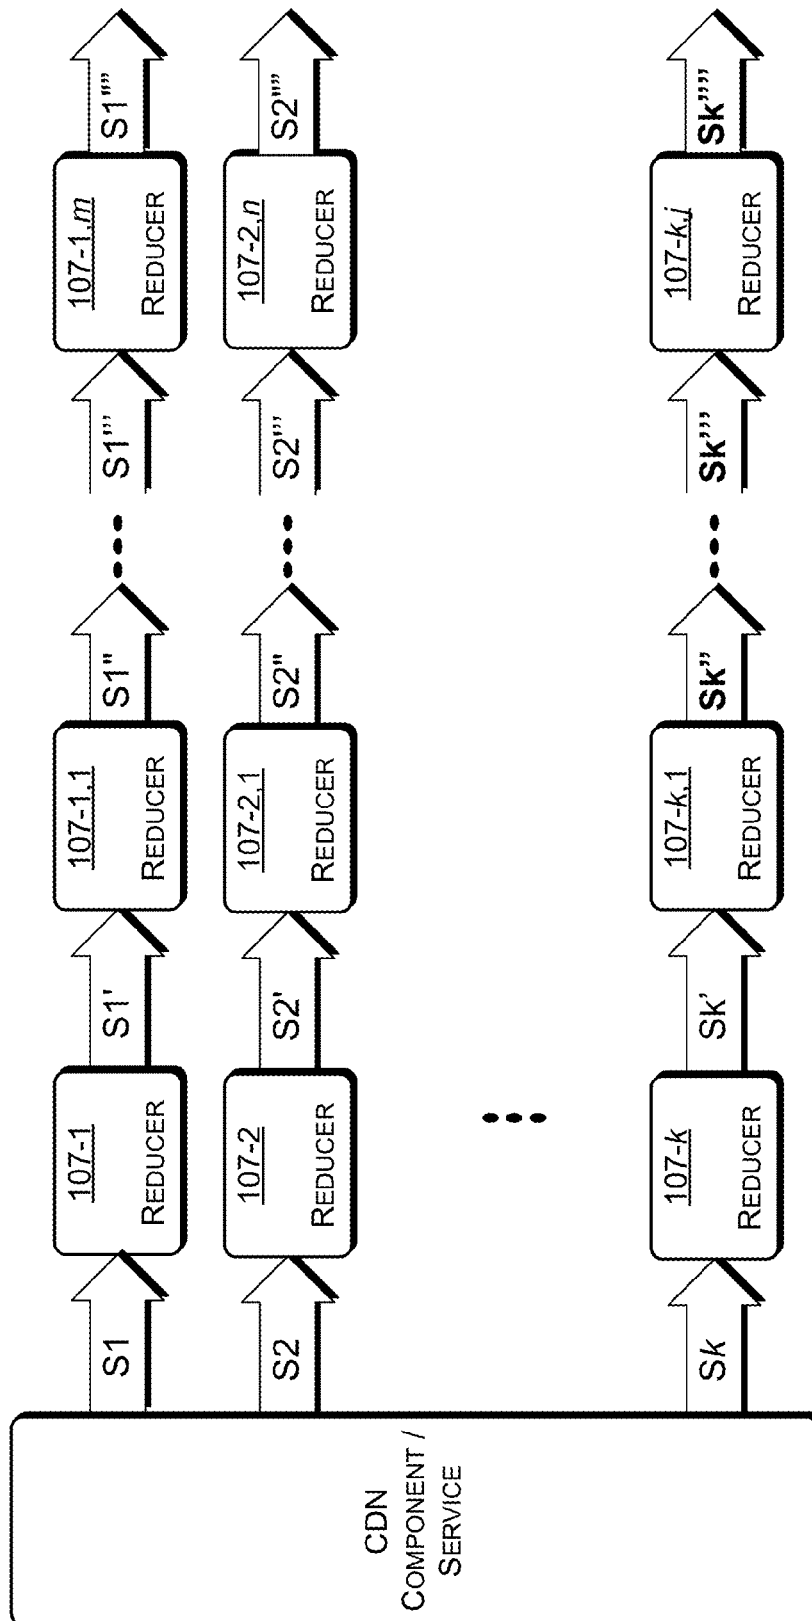 CDN
COMPONENT /
SERVICE
S1
107-1
REDUCER
S1'
107-1,1
REDUCER
S1"
S1'''
107-1,m
REDUCER
S1''''
S2
107-2
REDUCER
S2'
107-2,1
REDUCER
S2"
S2'''
107-2,n
REDUCER
S2''''
Sk
107-k
REDUCER
Sk'
107-k,1
REDUCER
Sk"
Sk'''
107-k,j
REDUCER
Sk''''